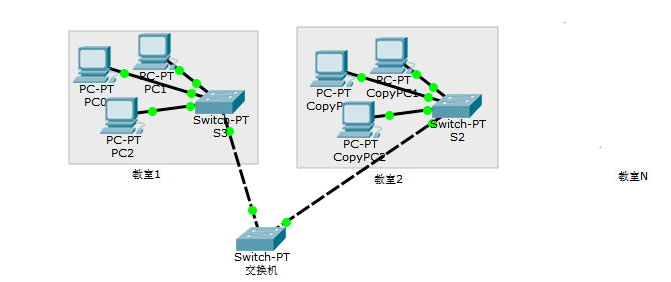 PC-PT
PC0
PC-PT
PC1
PC-PT
PC2
Switch-PT
S3
教室1
PC-PT
PC-PT
CopyPC1
PC-PT
CopyPC2
Switch-PT
S2
教室2
教室N
Switch-PT
交换机